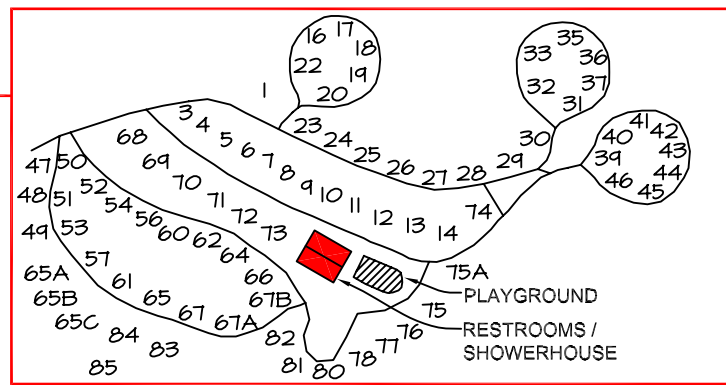 16 17 18
22 19
20
1
35
33 36
32 37
31
41
40 42
39 43
46 44
45
3 4 5 6 7 8 9 10 11 12 13 14
23 24 25 26 27 28 29 30
74
68 69 70 71 72 73
47 50
48 51 52 54 56 60 62 64 66 67B
49 53
57 61 65 67 67A
65A
65B
65C
84 83
85
82
81 80 78 77 76 75
75A
PLAYGROUND
RESTROOMS /
SHOWERHOUSE